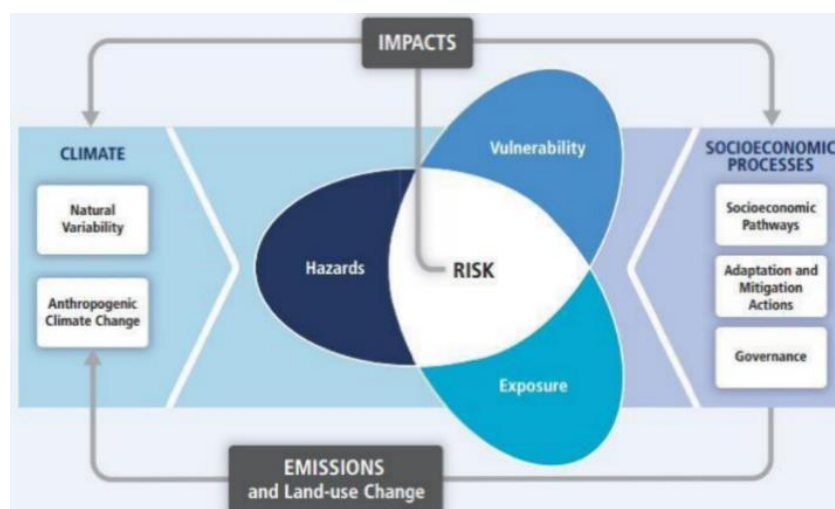 IMPACTS
CLIMATE
Natural
Variability
Anthropogenic
Climate Change
Vulnerability
Hazards
RISK
Exposure
SOCIOECONOMIC
PROCESSES
Socioeconomic
Pathways
Adaptation and
Mitigation
Actions
Governance
EMISSIONS
and Land-use Change